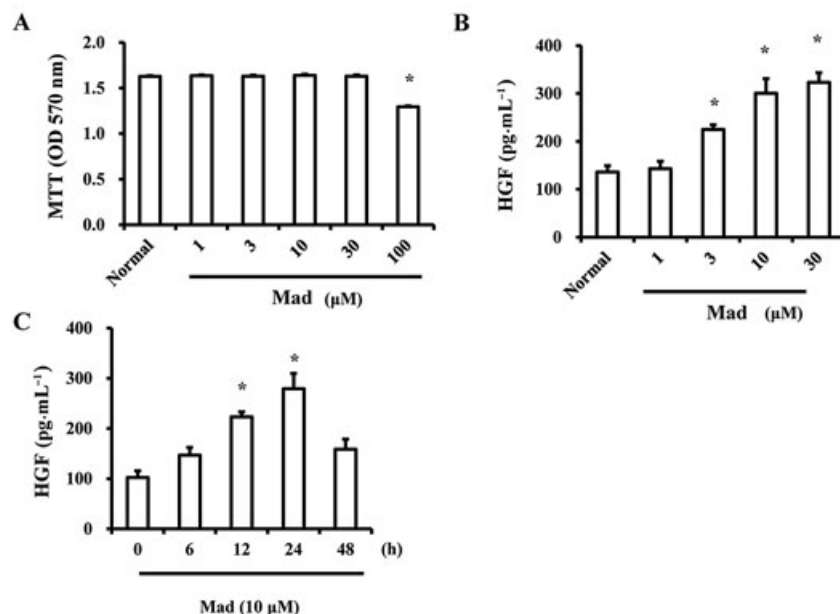 A
MTT (OD 570 nm)
2.0
1.5
1.0
0.5
0.0
*
Normal 1 3 10 30 100
Mad (μM)
B
HGF (pg·mL⁻¹)
400
300
200
100
0
* * *
Normal 1 3 10 30
Mad (μM)
C
HGF (pg·mL⁻¹)
400
300
200
100
0
* *
0 6 12 24 48 (h)
Mad (10 μM)